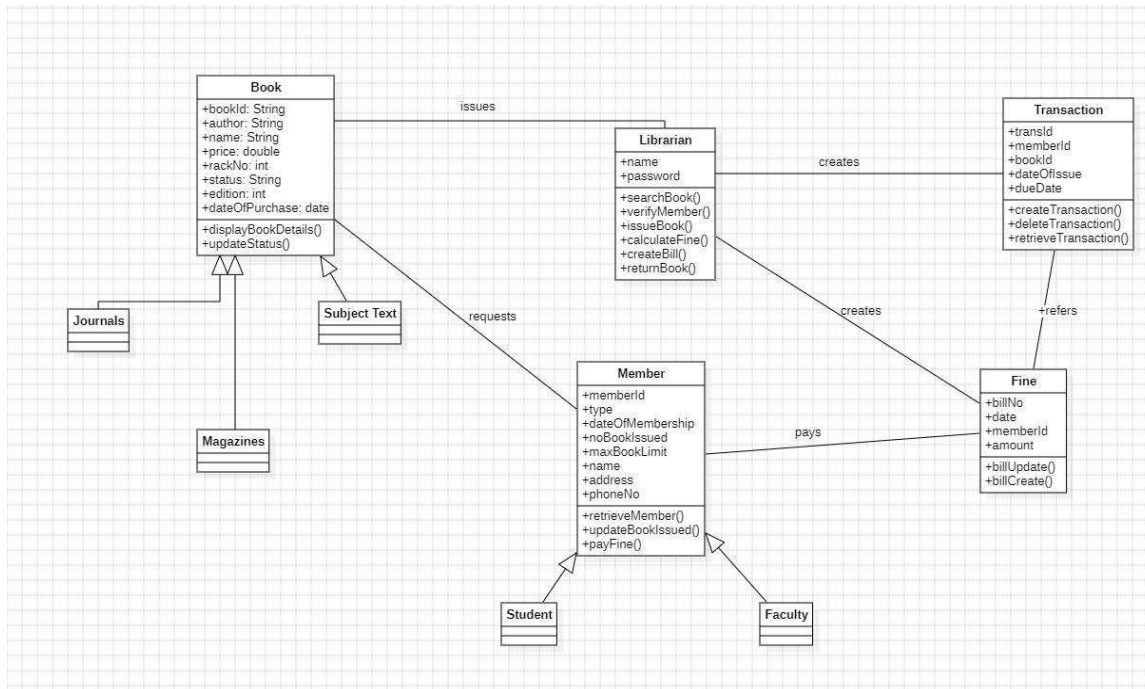 Book
+bookId: String
+author: String
+name: String
+price: double
+rackNo: int
+status: String
+edition: int
+dateOfPurchase: date
+displayBookDetails()
+updateStatus()
issues
Librarian
+name
+password
+searchBook()
+verifyMember()
+issueBook()
+calculateFine()
+createBill()
+returnBook()
creates
Transaction
+transId
+memberId
+bookId
+dateOfIssue
+dueDate
+createTransaction()
+deleteTransaction()
+retrieveTransaction()
Journals
Subject Text
Magazines
requests
creates
+refers
Member
+memberId
+type
+dateOfMembership
+noBookIssued
+maxBookLimit
+name
+address
+phoneNo
+retrieveMember()
+updateBookIssued()
+payFine()
pays
Fine
+billNo
+date
+memberId
+amount
+billUpdate()
+billCreate()
Student
Faculty